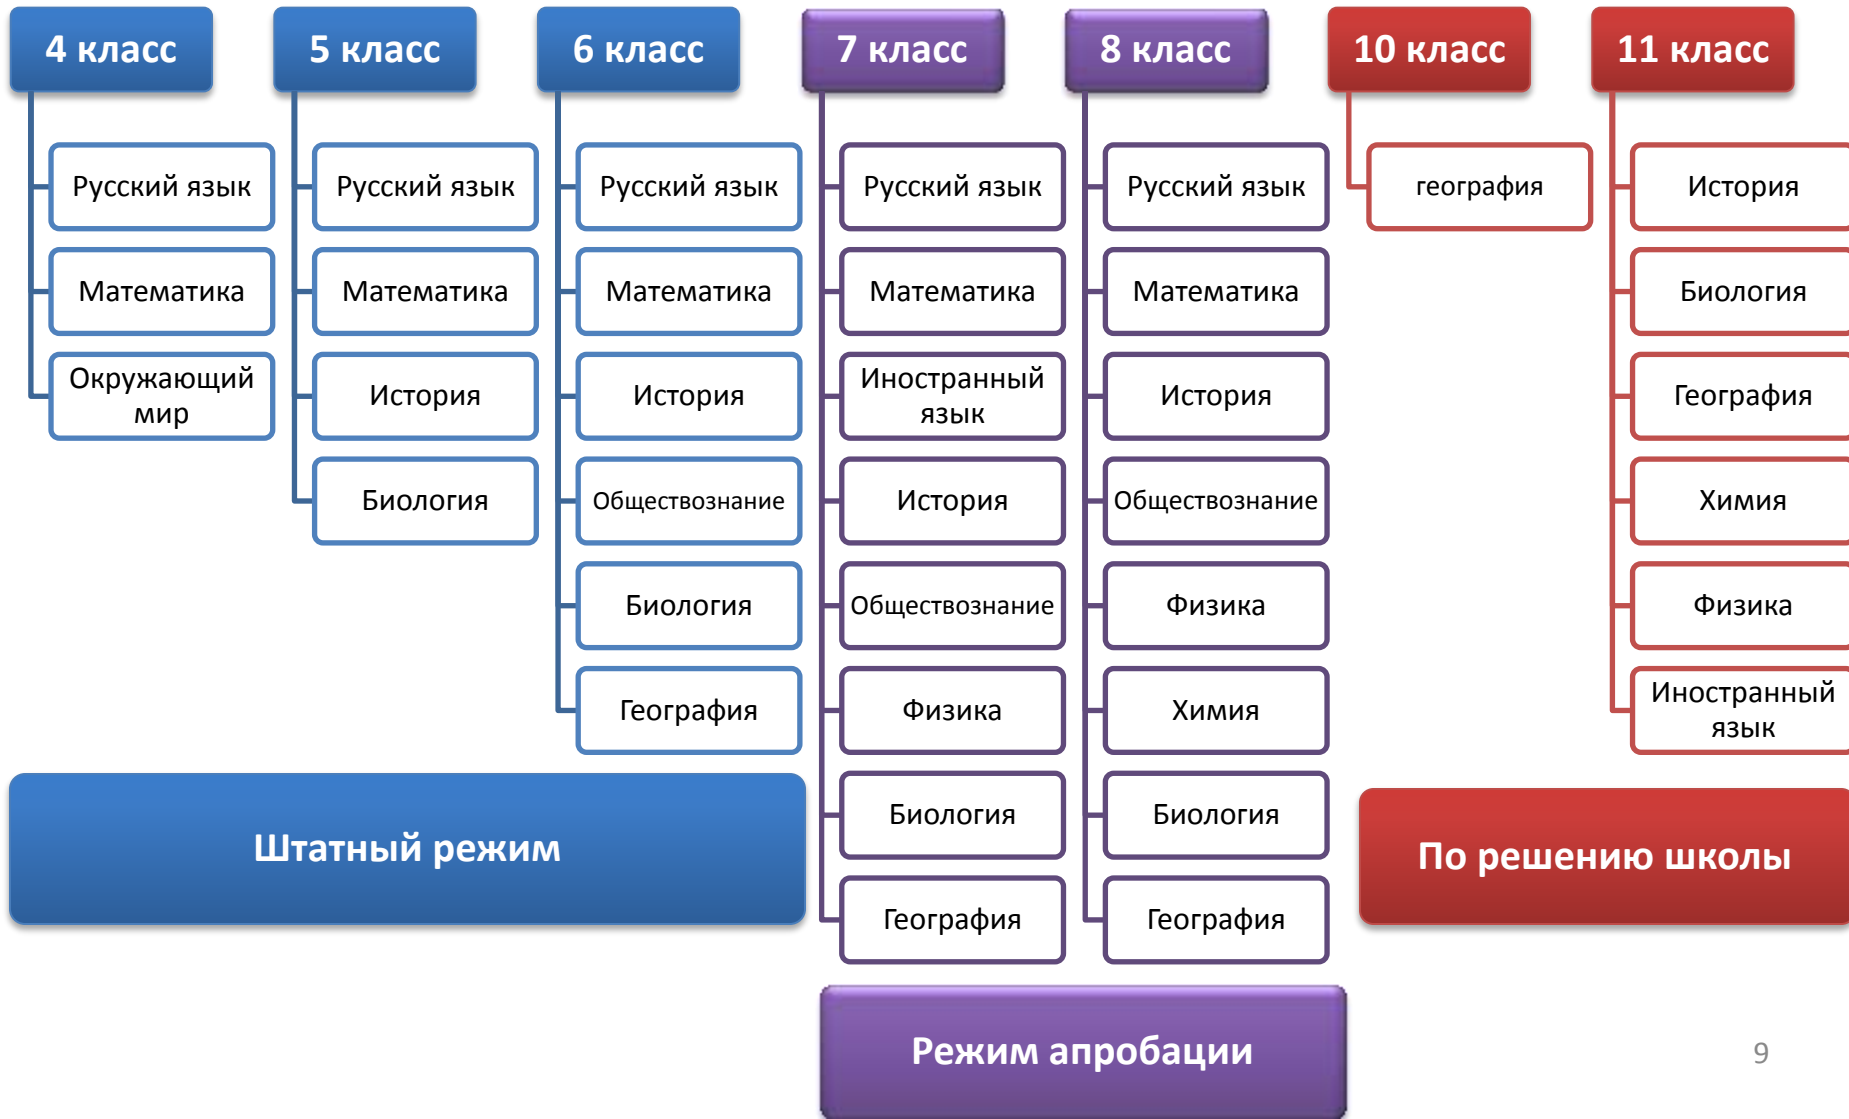 4 класс
Русский язык
Математика
Окружающий
мир
5 класс
Русский язык
Математика
История
Биология
6 класс
Русский язык
Математика
История
Обществознание
Биология
География
Штатный режим
7 класс
Русский язык
Математика
Иностранный
язык
История
Обществознание
Физика
Биология
География
8 класс
Русский язык
Математика
История
Обществознание
Физика
Химия
Биология
География
Режим апробации
10 класс
география
11 класс
История
Биология
География
Химия
Физика
Иностранный
язык
По решению школы
9